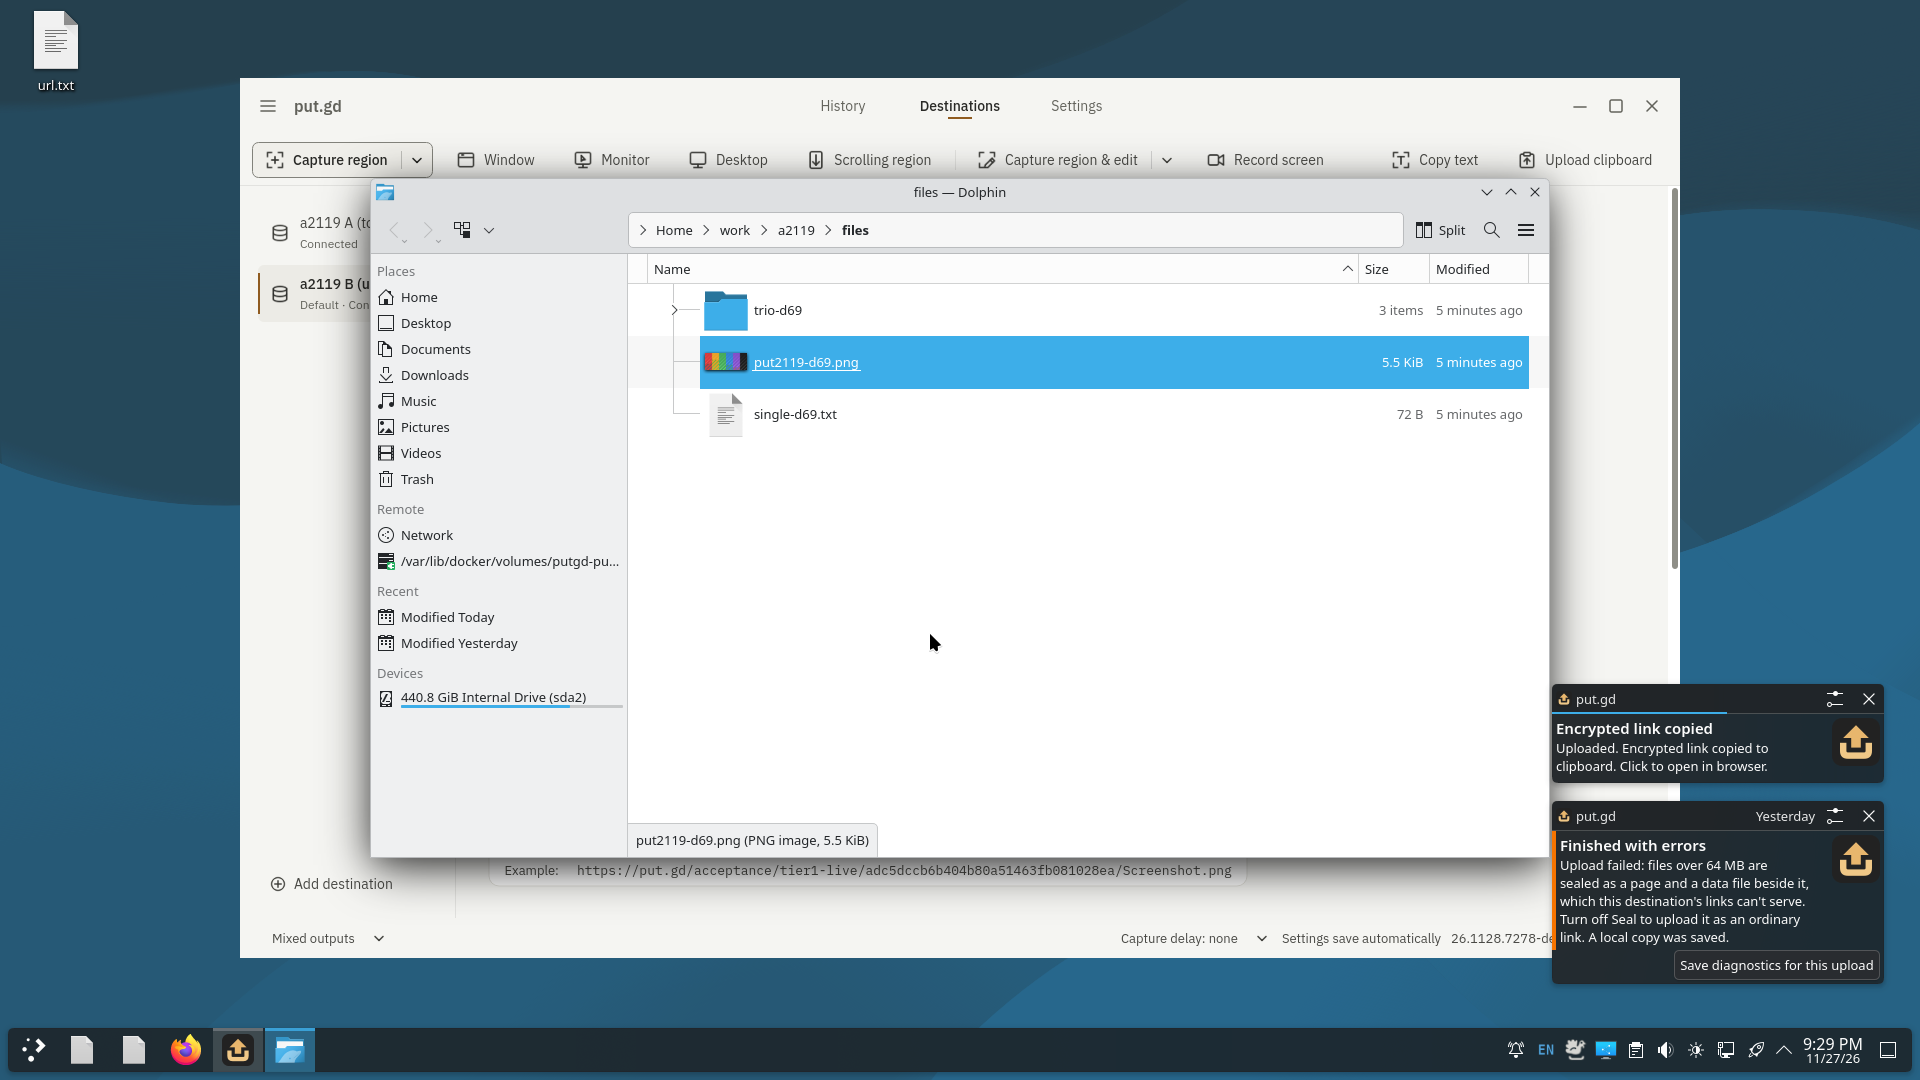 url.txt
put.gd
History
Destinations
Settings
Capture region
Window
Monitor
Desktop
Scrolling region
Capture region & edit
Record screen
Copy text
Upload clipboard
a2119 A (to
Connected
a2119 B (u
Default · Con
Add destination
Mixed outputs
files — Dolphin
Home
work
a2119
files
Split
Places
Home
Desktop
Documents
Downloads
Music
Pictures
Videos
Trash
Remote
Network
/var/lib/docker/volumes/putgd-pu...
Recent
Modified Today
Modified Yesterday
Devices
440.8 GiB Internal Drive (sda2)
Name Size Modified
trio-d69 3 items 5 minutes ago
put2119-d69.png 5.5 KiB 5 minutes ago
single-d69.txt 72 B 5 minutes ago
put2119-d69.png (PNG image, 5.5 KiB)
Example: https://put.gd/acceptance/tier1-live/adc5dccb6b404b80a51463fb081028ea/Screenshot.png
Capture delay: none
Settings save automatically
26.1128.7278-de
put.gd
Encrypted link copied
Uploaded. Encrypted link copied to
clipboard. Click to open in browser.
put.gd Yesterday
Finished with errors
Upload failed: files over 64 MB are
sealed as a page and a data file beside it,
which this destination's links can't serve.
Turn off Seal to upload it as an ordinary
link. A local copy was saved.
Save diagnostics for this upload
EN
9:29 PM
11/27/26